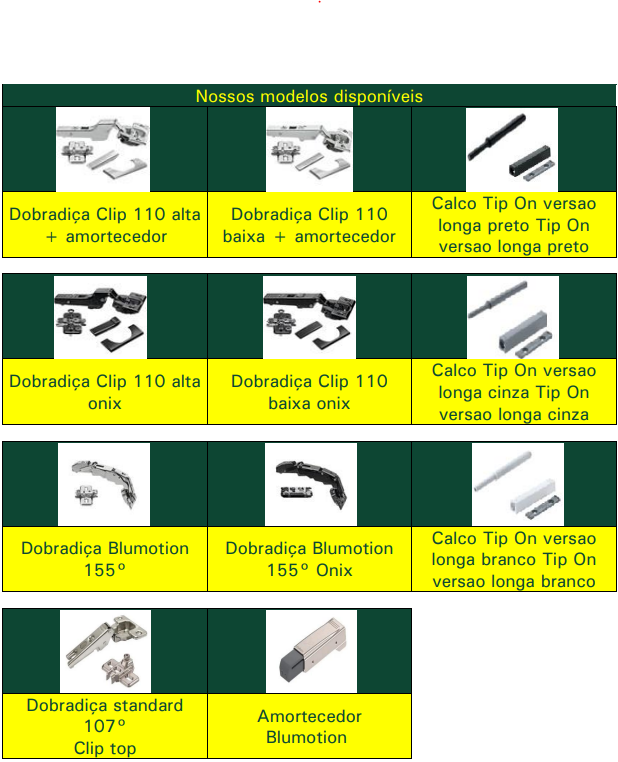 Nossos modelos disponíveis
Dobradiça Clip 110 alta
+ amortecedor
Dobradiça Clip 110
baixa + amortecedor
Calco Tip On versao
longa preto Tip On
versao longa preto
Dobradiça Clip 110 alta
onix
Dobradiça Clip 110
baixa onix
Calco Tip On versao
longa cinza Tip On
versao longa cinza
Dobradiça Blumotion
155º
Dobradiça Blumotion
155º Onix
Calco Tip On versao
longa branco Tip On
versao longa branco
Dobradiça standard
107º
Clip top
Amortecedor
Blumotion